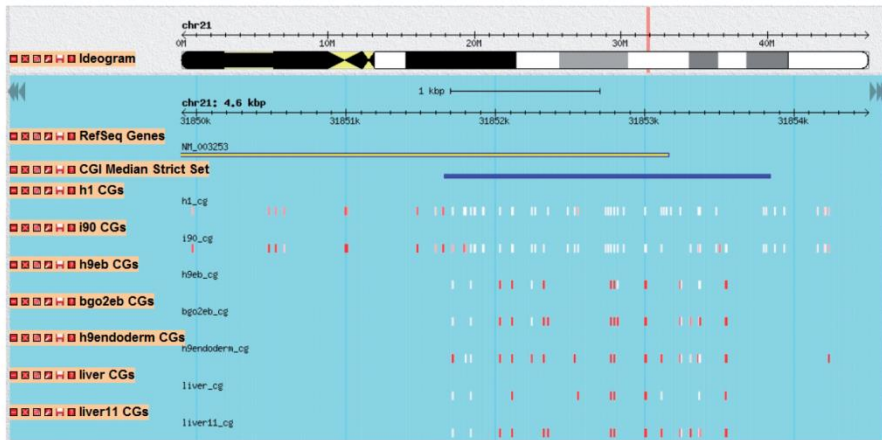 chr21
0M 10M 20M 30M 40M
Ideogram
1 kbp
chr21: 4.6 kbp
31850k 31851k 31852k 31853k 31854k
RefSeq Genes
NM_003253
CGI Median Strict Set
h1 CGs
h1_cg
i90 CGs
i90_cg
h9eb CGs
h9eb_cg
bgo2eb CGs
bgo2eb_cg
h9endoderm CGs
h9endoderm_cg
liver CGs
liver_cg
liver11 CGs
liver11_cg